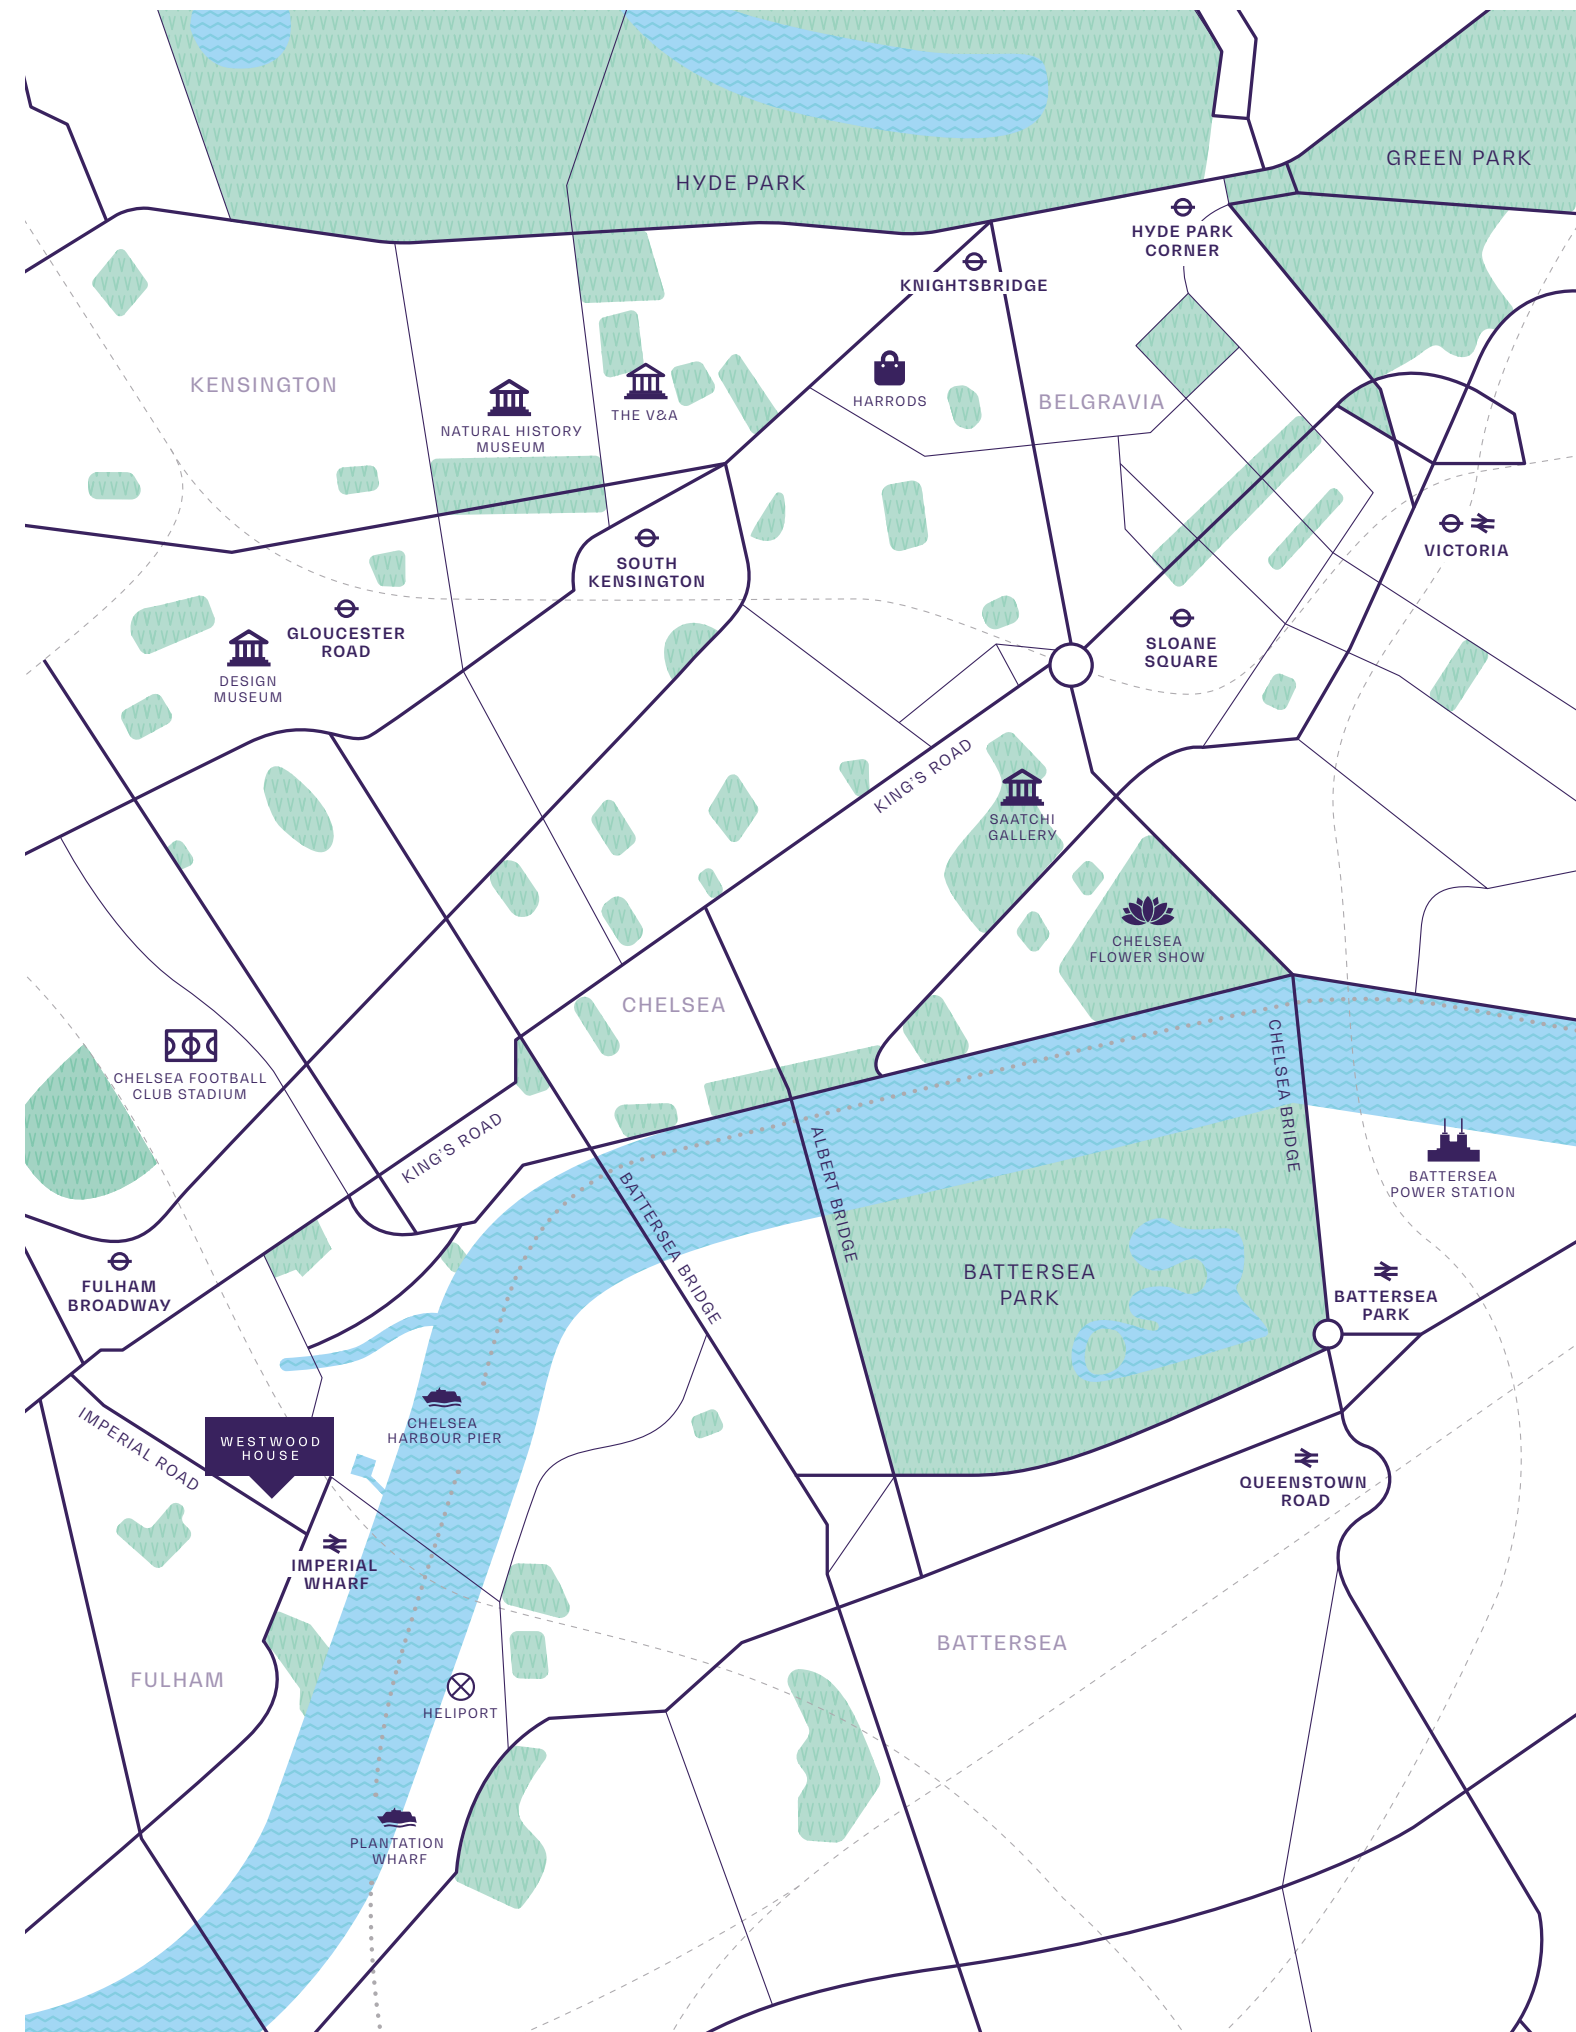 GREEN PARK
HYDE PARK
HYDE PARK
CORNER
KNIGHTSBRIDGE
KENSINGTON
HARRODS
BELGRAVIA
THE V&A
NATURAL HISTORY
MUSEUM
VICTORIA
SOUTH
KENSINGTON
GLOUCESTER
ROAD
SLOANE
SQUARE
DESIGN
MUSEUM
KING'S ROAD
SAATCHI
GALLERY
CHELSEA
FLOWER SHOW
CHELSEA
CHELSEA FOOTBALL
CLUB STADIUM
CHELSEA BRIDGE
KING'S ROAD
ALBERT BRIDGE
BATTERSEA BRIDGE
BATTERSEA
POWER STATION
BATTERSEA
PARK
BATTERSEA
PARK
FULHAM
BROADWAY
CHELSEA
HARBOUR PIER
IMPERIAL ROAD
WESTWOOD
HOUSE
QUEENSTOWN
ROAD
IMPERIAL
WHARF
BATTERSEA
FULHAM
HELIPORT
PLANTATION
WHARF